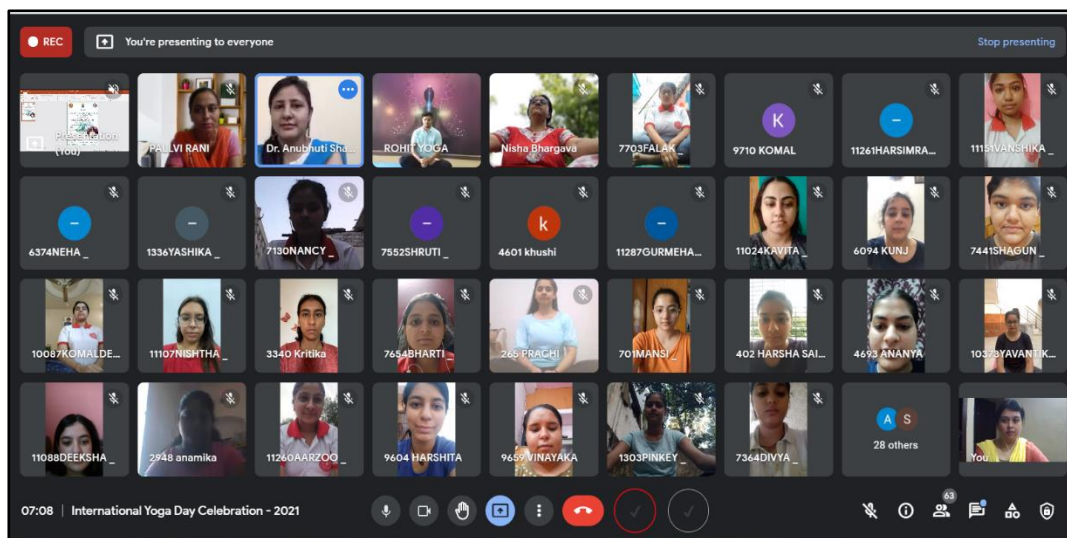 REC
You're presenting to everyone
Stop presenting
Presentation
(You)
PALLVI RANI
Dr. Anubhuti Sha...
ROHIT YOGA
Nisha Bhargava
7703FALAK _
K
9710 KOMAL
11261HARSIMRA...
11151VANSHIKA _
6374NEHA _
1336YASHIKA _
7130NANCY _
7552SHRUTI _
k
4601 khushi
11287GURMEHA...
11024KAVITA _
6094 KUNJ
7441SHAGUN _
10087KOMALDE...
11107NISHTHA _
3340 Kritika
7654BHARTI
265 PRACHI
701MANSI _
402 HARSHA SAI...
4693 ANANYA
10373YAVANTIK...
11088DEEKSHA _
2948 anamika
11260AARZOO _
9604 HARSHITA
9659 VINAYAKA
1303PINKEY _
7364DIVYA _
A S
28 others
You
07:08 | International Yoga Day Celebration - 2021
63